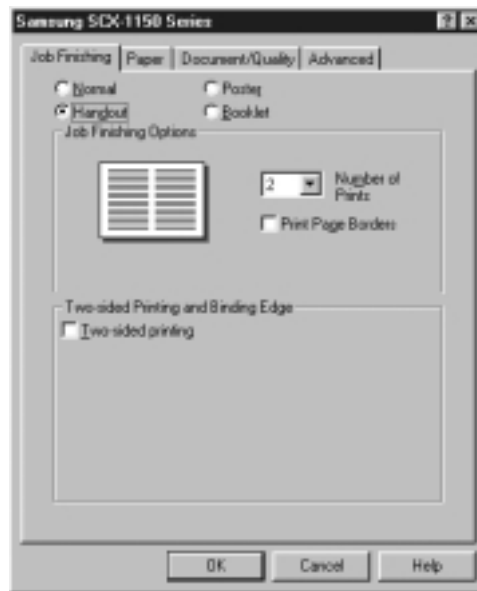 Samsung SCX-1150 Series
Job Finishing Paper Document/Quality Advanced
Normal Poster
Handout Booklet
Job Finishing Options
2 Number of
Prints
Print Page Borders
Two-sided Printing and Binding Edge
Two-sided printing
OK Cancel Help